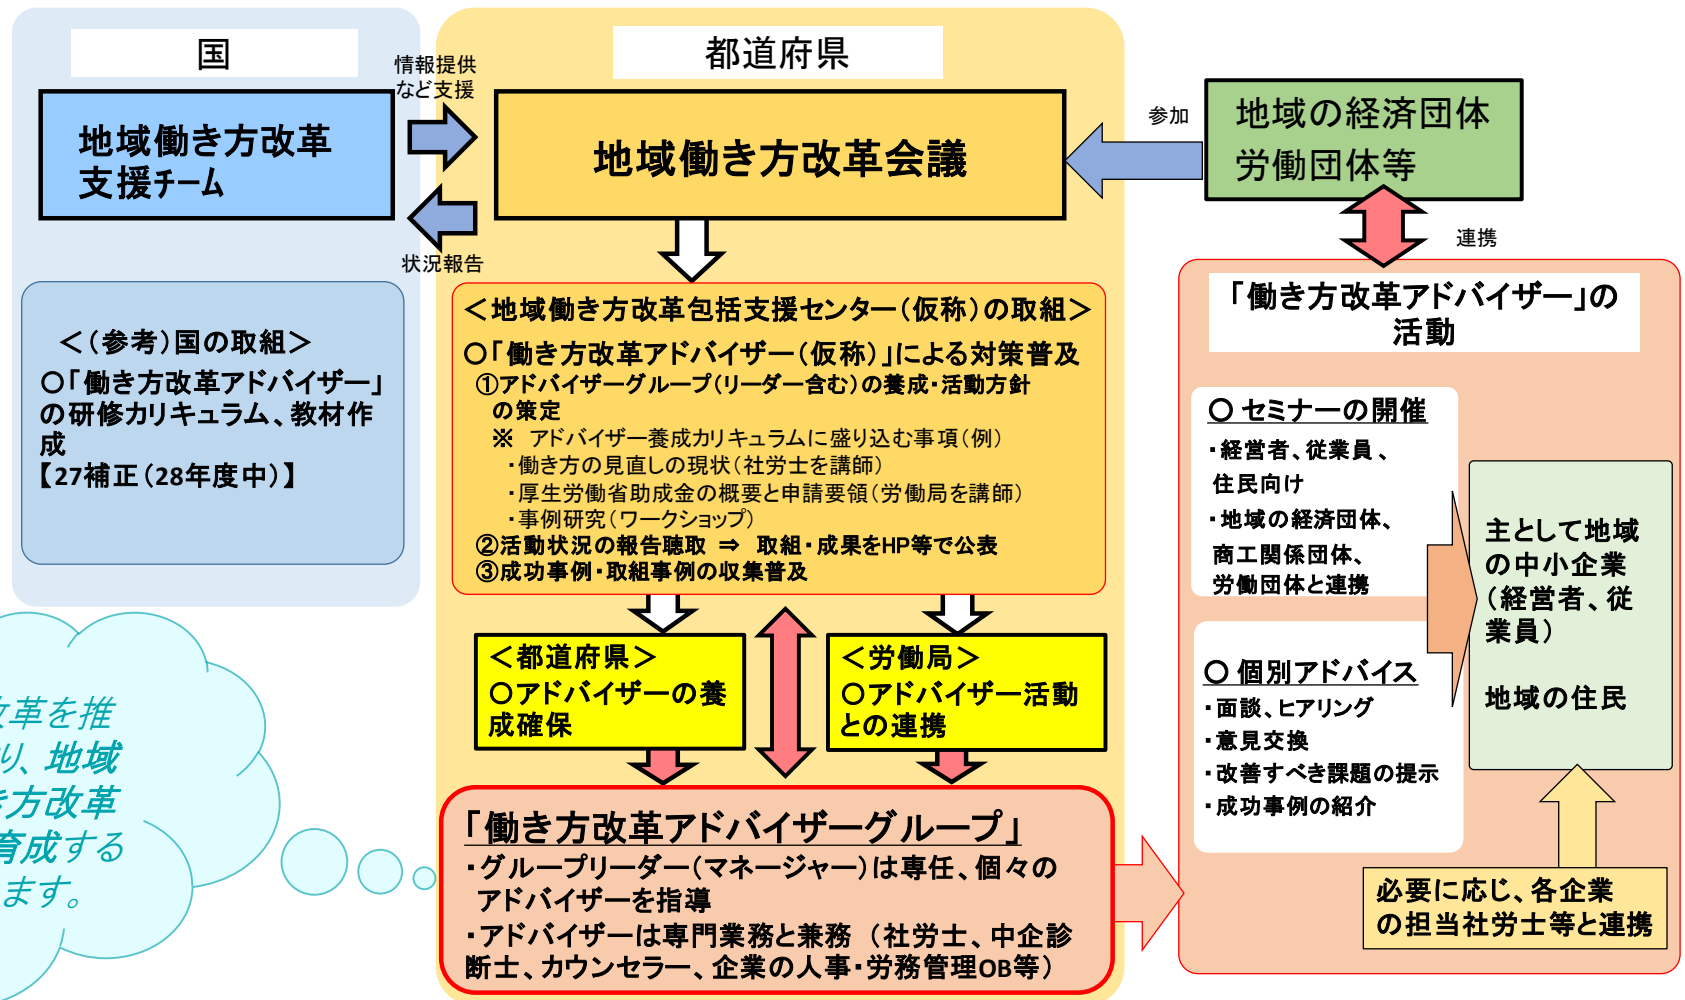 国
地域働き方改革
支援チーム
情報提供
など支援
状況報告
＜（参考）国の取組＞
○「働き方改革アドバイザー」
の研修カリキュラム、教材作
成
【27補正（28年度中）】
都道府県
地域働き方改革会議
参加
地域の経済団体
労働団体等
連携
＜地域働き方改革包括支援センター（仮称）の取組＞
○「働き方改革アドバイザー（仮称）」による対策普及
①アドバイザーグループ（リーダー含む）の養成・活動方針
の策定
※　アドバイザー養成カリキュラムに盛り込む事項（例）
・働き方の見直しの現状（社労士を講師）
・厚生労働省助成金の概要と申請要領（労働局を講師）
・事例研究（ワークショップ）
②活動状況の報告聴取 ⇒　取組・成果をHP等で公表
③成功事例・取組事例の収集普及
＜都道府県＞
○アドバイザーの養
成確保
＜労働局＞
○アドバイザー活動
との連携
「働き方改革アドバイザーグループ」
・グループリーダー（マネージャー）は専任、個々の
アドバイザーを指導
・アドバイザーは専門業務と兼務 （社労士、中企診
断士、カウンセラー、企業の人事・労務管理OB等）
革を推
り、地域
方改革
育成する
ます。
「働き方改革アドバイザー」の
活動
○ セミナーの開催
・経営者、従業員 、
住民向け
・地域の経済団体、
商工関係団体、
労働団体と連携
○ 個別アドバイス
・面談、ヒアリング
・意見交換
・改善すべき課題の提示
・成功事例の紹介
主として地域
の中小企業
（経営者、従
業員）
地域の住民
必要に応じ、各企業
の担当社労士等と連携